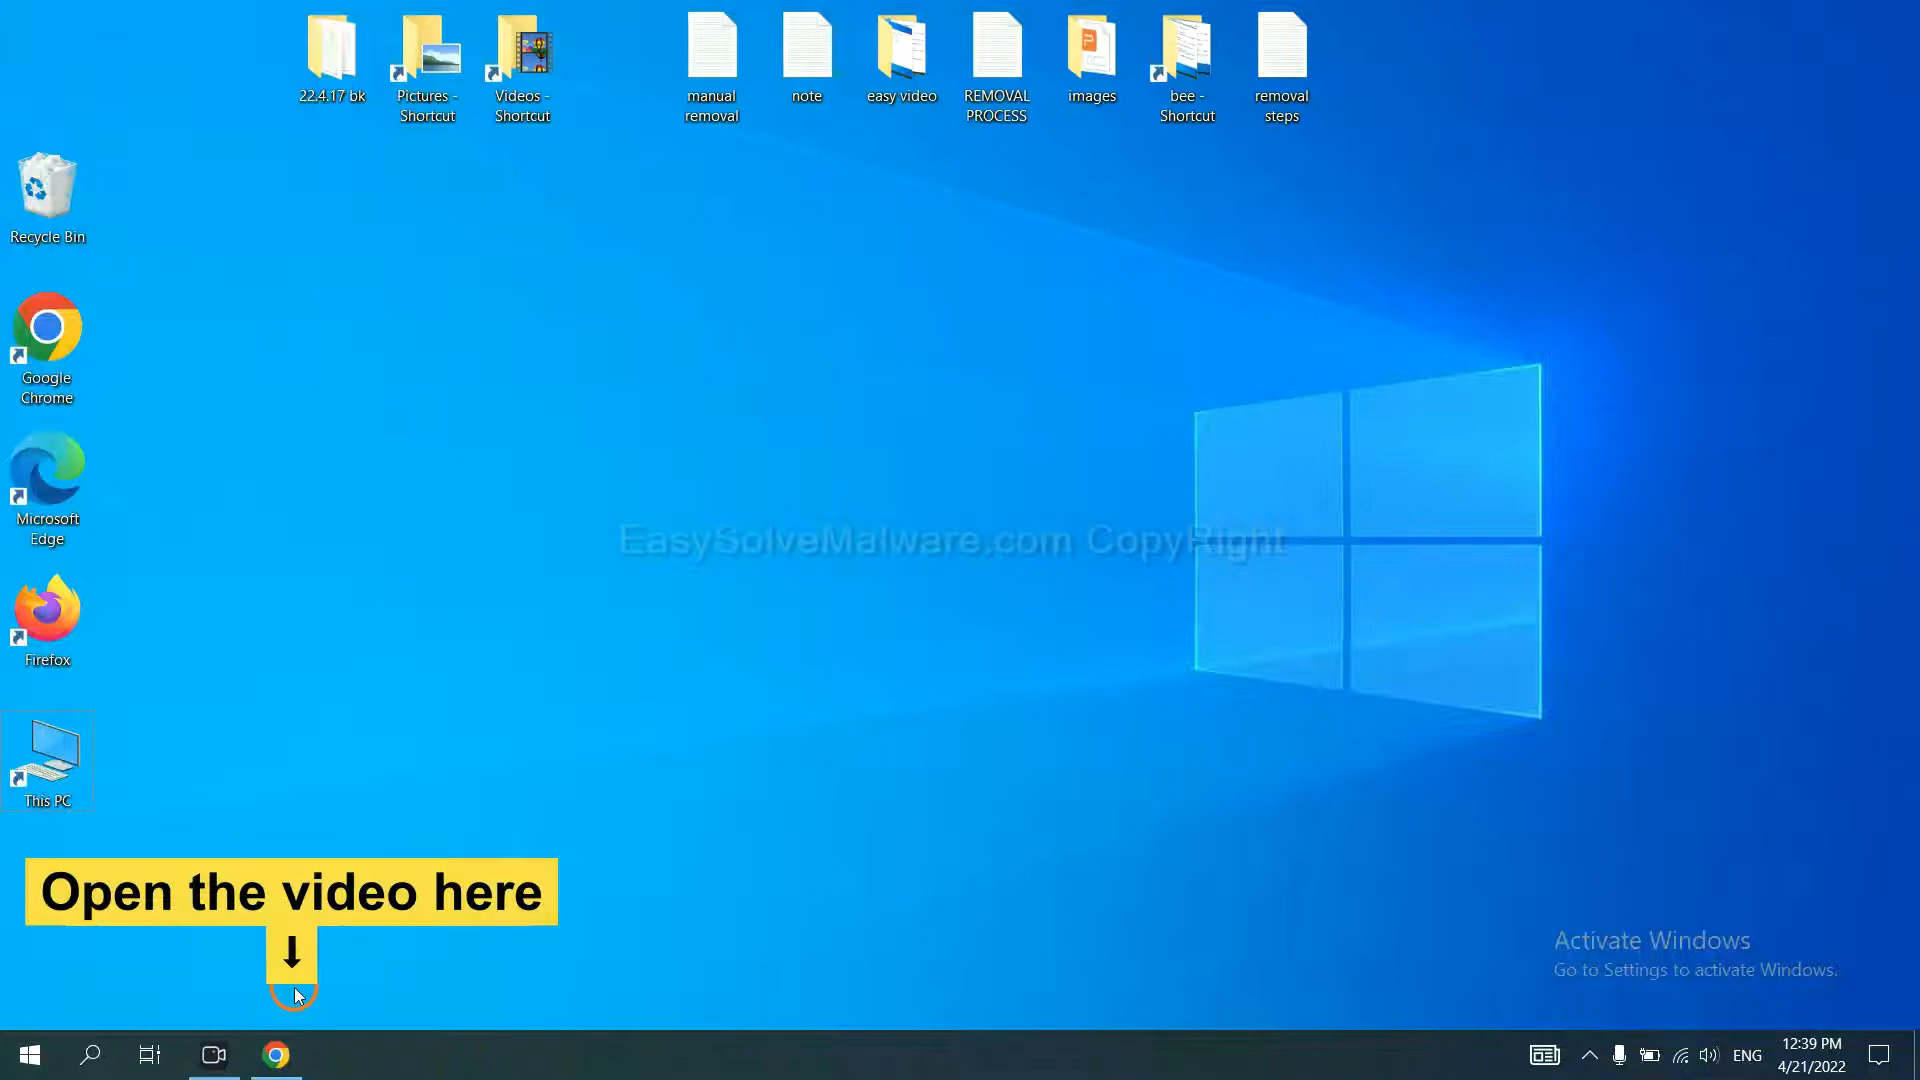 22.4.17 bk
Pictures -
Shortcut
Videos -
Shortcut
manual
removal
note
easy video
REMOVAL
PROCESS
images
bee -
Shortcut
removal
steps
Recycle Bin
Google
Chrome
Microsoft
Edge
Firefox
This PC
EasySolveMalware.com CopyRight
Open the video here
Activate Windows
Go to Settings to activate Windows.
ENG
12:39 PM
4/21/2022